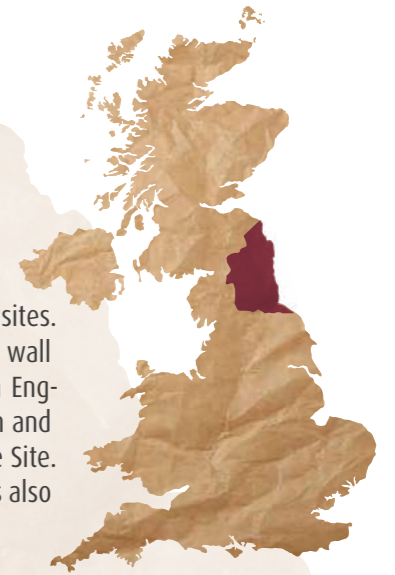 sites.
wall
Eng-
n and
e Site.
s also